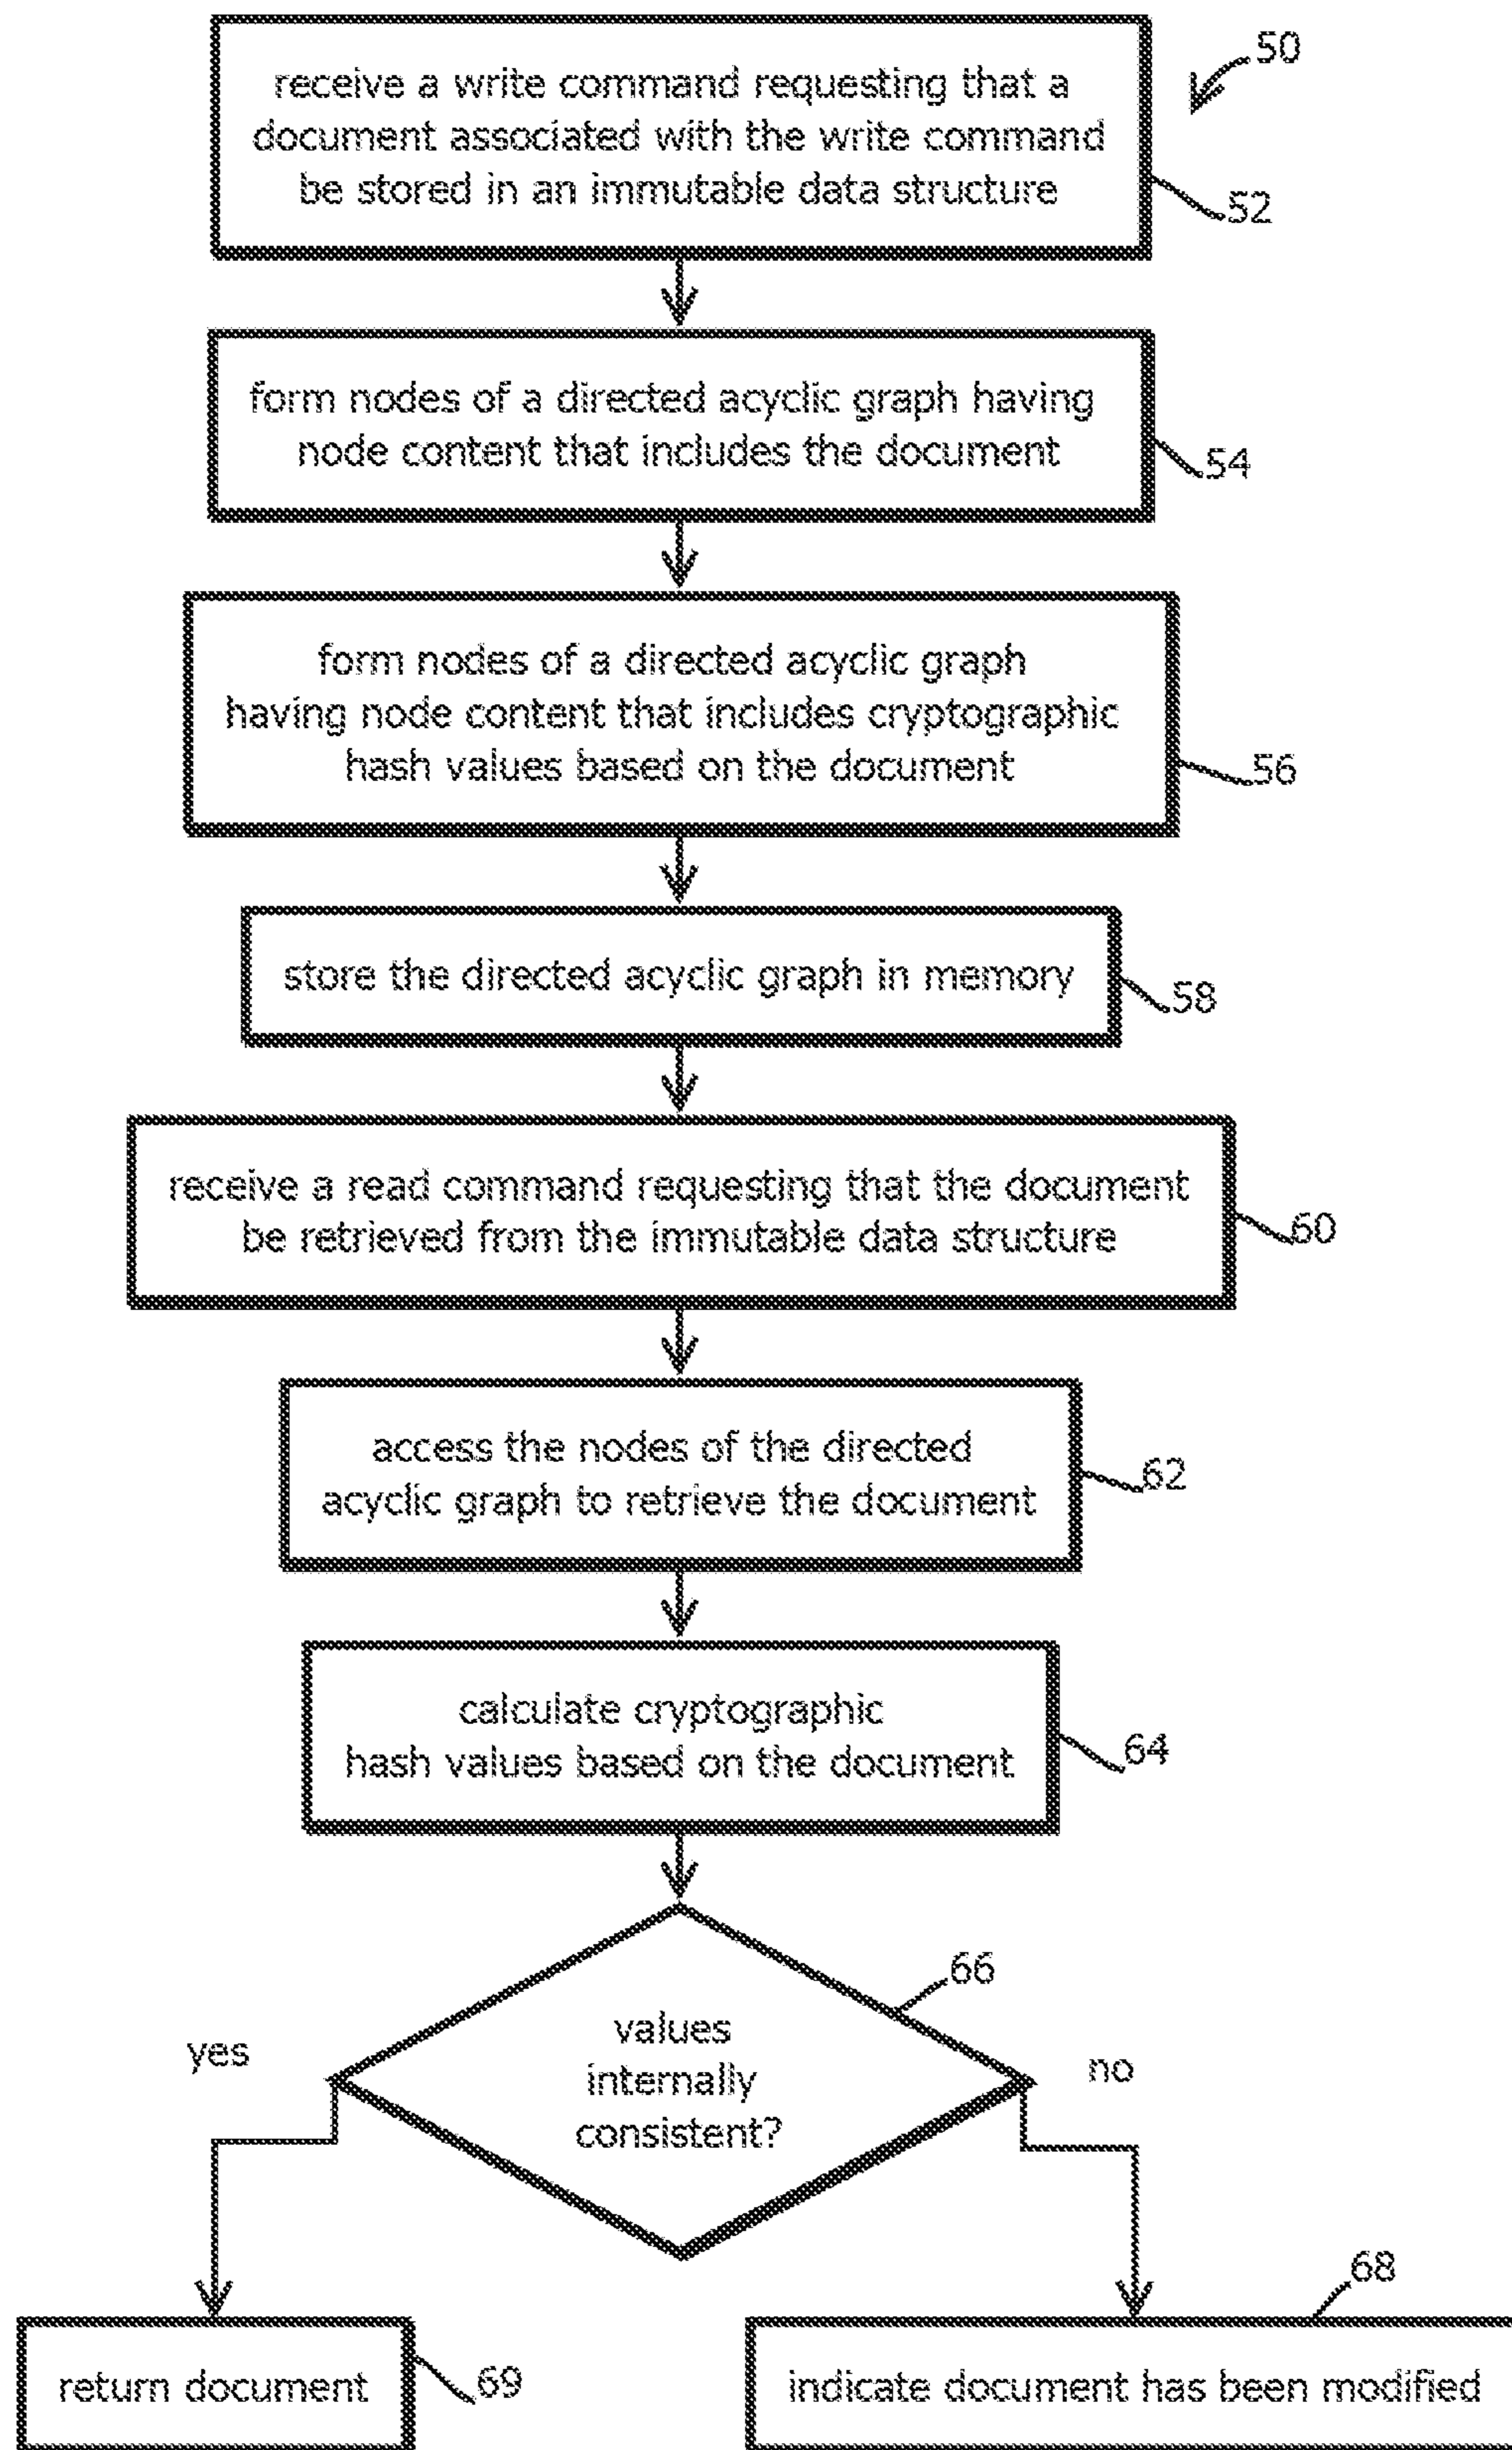 50
receive a write command requesting that a
document associated with the write command
be stored in an immutable data structure
52
form nodes of a directed acyclic graph having
node content that includes the document
54
form nodes of a directed acyclic graph
having node content that includes cryptographic
hash values based on the document
56
store the directed acyclic graph in memory
58
receive a read command requesting that the document
be retrieved from the immutable data structure
60
access the nodes of the directed
acyclic graph to retrieve the document
62
calculate cryptographic
hash values based on the document
64
66
values
internally
consistent?
yes
no
68
return document
69
indicate document has been modified